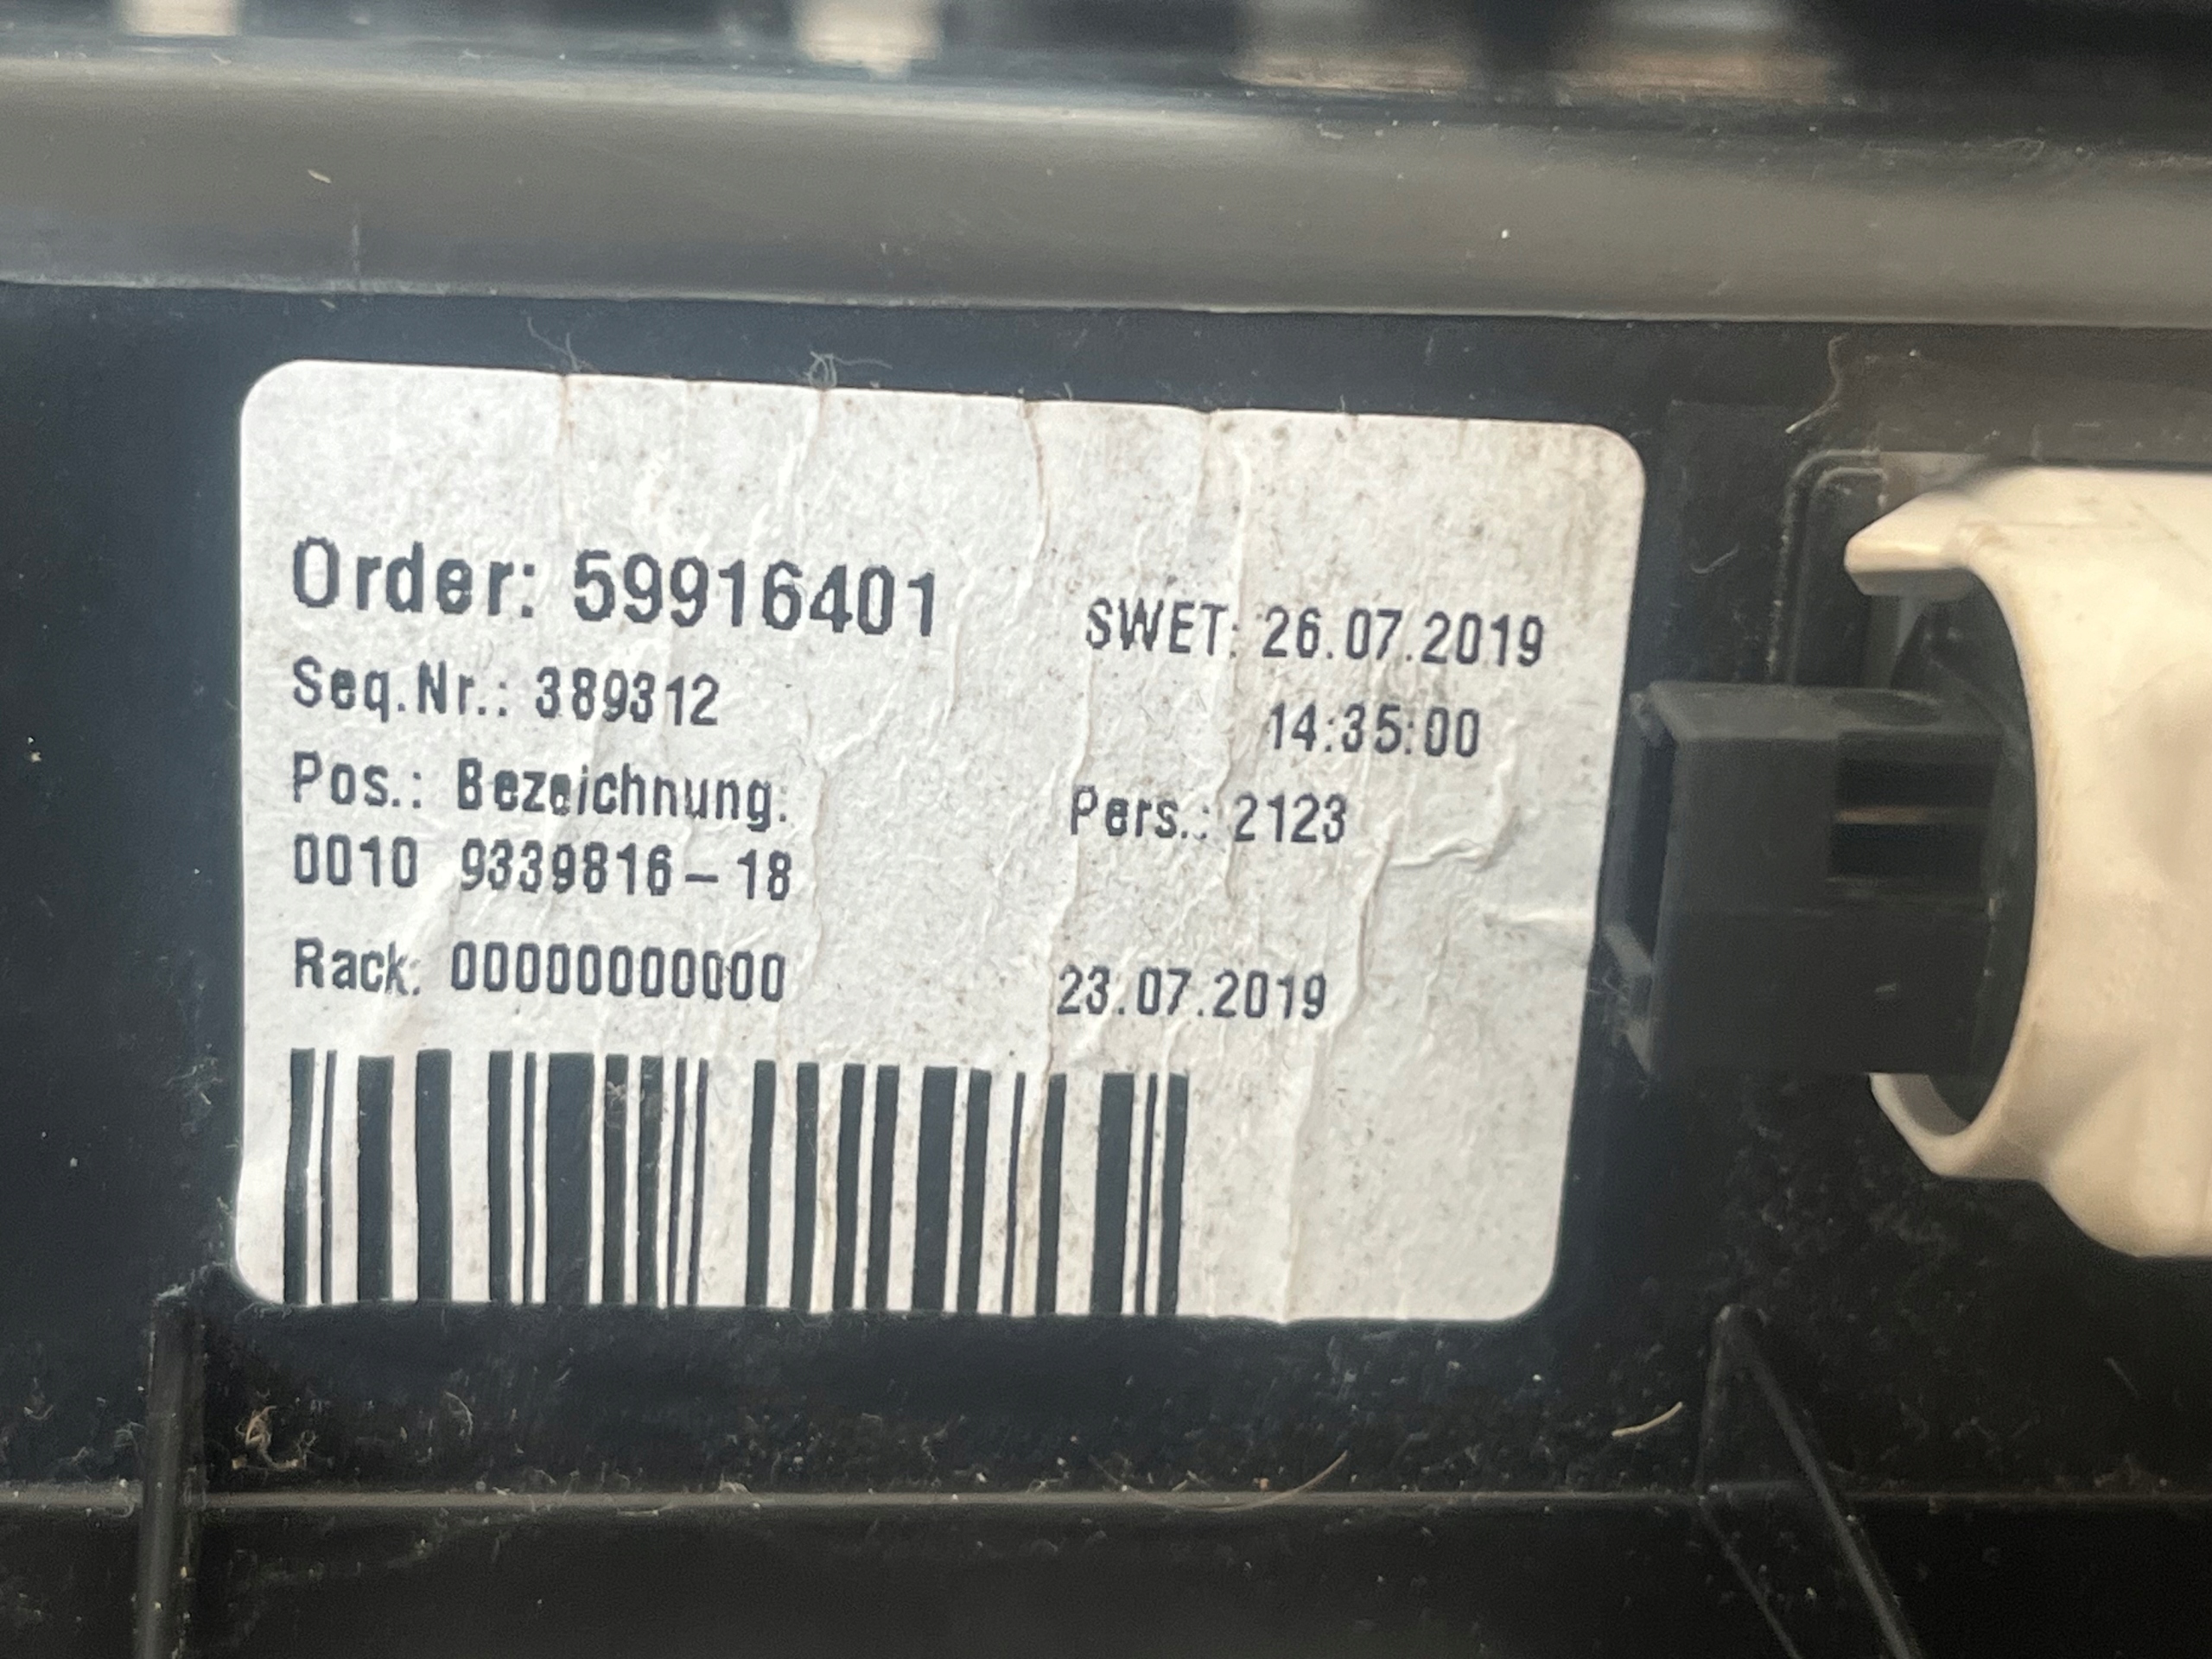 Order: 59916401
SWET: 26.07.2019
Seq.Nr.: 389312
14:35:00
Pos.: Bezeichnung:
Pers.: 2123
0010 9339816-18
Rack: 00000000000
23.07.2019